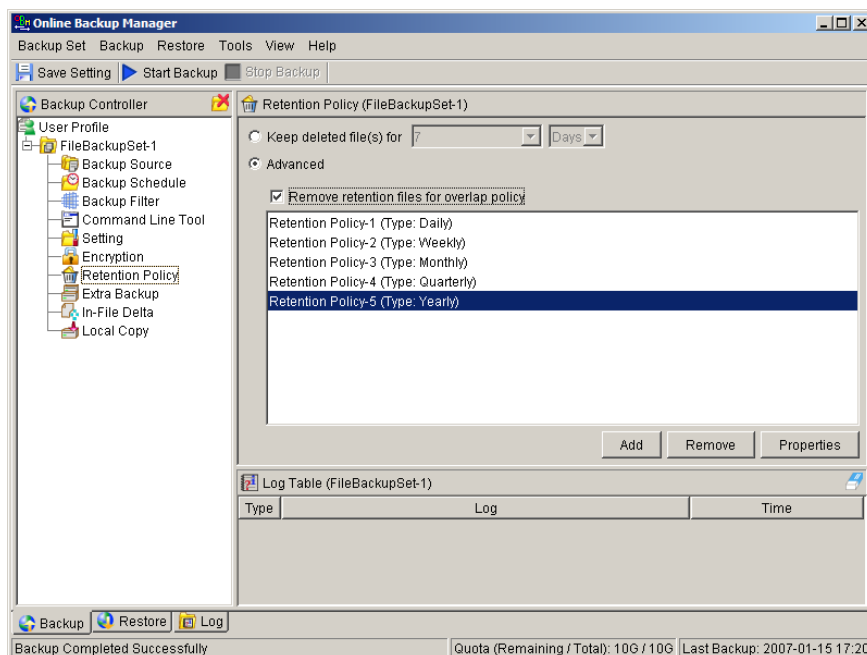 Online Backup Manager
Backup Set Backup Restore Tools View Help
Save Setting Start Backup Stop Backup
Backup Controller
User Profile
FileBackupSet-1
Backup Source
Backup Schedule
Backup Filter
Command Line Tool
Setting
Encryption
Retention Policy
Extra Backup
In-File Delta
Local Copy
Retention Policy (FileBackupSet-1)
Keep deleted file(s) for 7 Days
Advanced
Remove retention files for overlap policy
Retention Policy-1 (Type: Daily)
Retention Policy-2 (Type: Weekly)
Retention Policy-3 (Type: Monthly)
Retention Policy-4 (Type: Quarterly)
Retention Policy-5 (Type: Yearly)
Add Remove Properties
Log Table (FileBackupSet-1)
Type Log Time
Backup Restore Log
Backup Completed Successfully Quota (Remaining / Total): 10G / 10G Last Backup: 2007-01-15 17:20